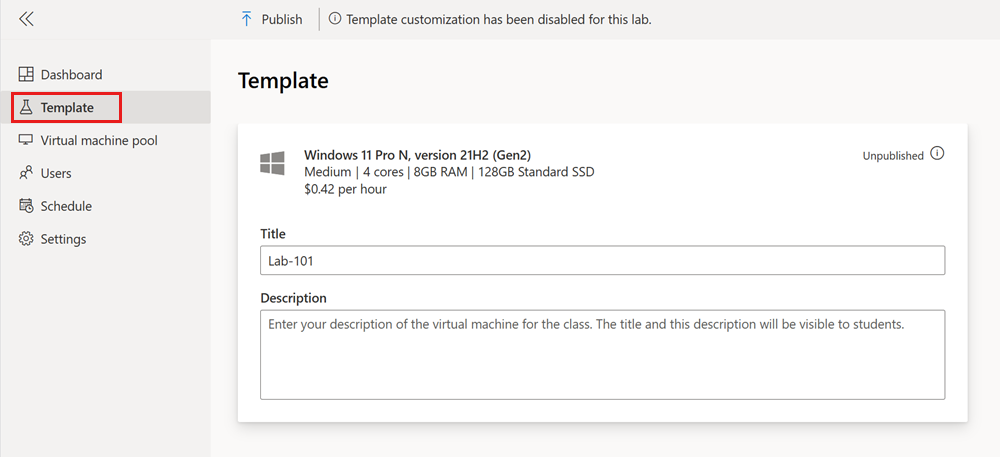 Publish
Template customization has been disabled for this lab.
Dashboard
Template
Virtual machine pool
Users
Schedule
Settings
Template
Windows 11 Pro N, version 21H2 (Gen2)
Unpublished
Medium | 4 cores | 8GB RAM | 128GB Standard SSD
$0.42 per hour
Title
Lab-101
Description
Enter your description of the virtual machine for the class. The title and this description will be visible to students.